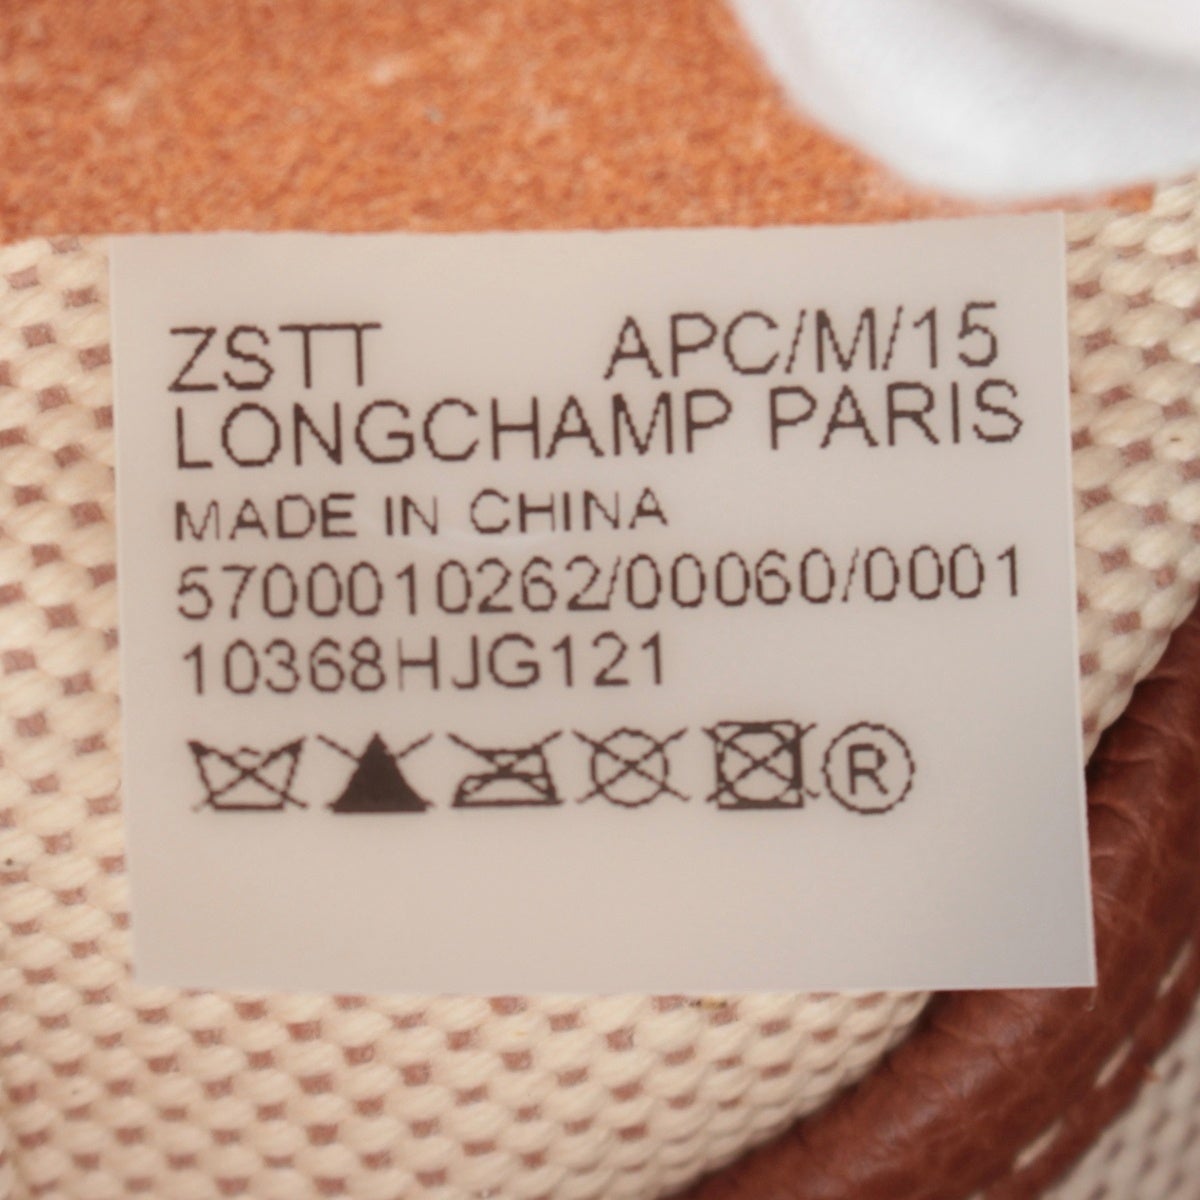 ZSTT APC/M/15
LONGCHAMP PARIS
MADE IN CHINA
5700010262/00060/0001
10368HJG121
®